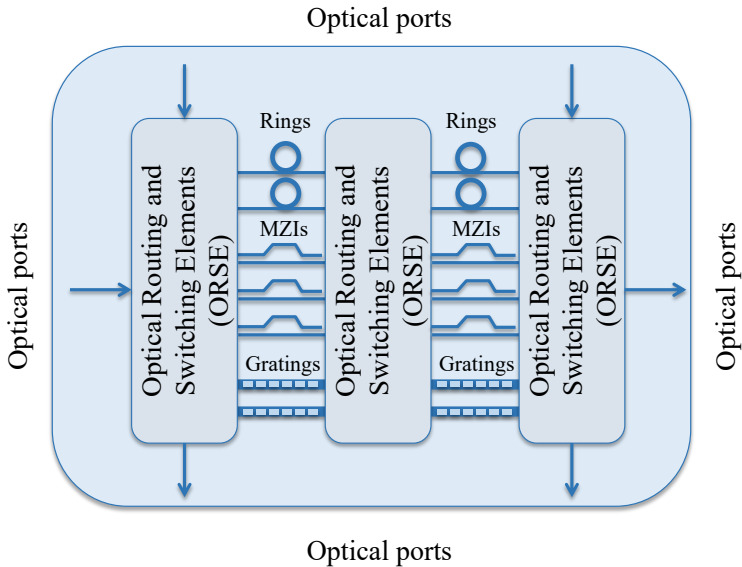 Optical ports
Optical ports
Optical Routing and
Switching Elements
(ORSE)
Rings
MZIs
Gratings
Optical Routing and
Switching Elements
(ORSE)
Rings
MZIs
Gratings
Optical Routing and
Switching Elements
(ORSE)
Optical ports
Optical ports